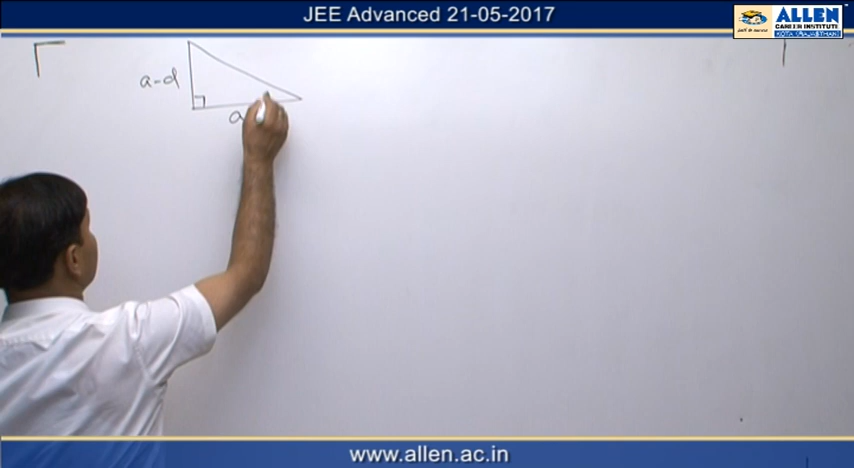 JEE Advanced 21-05-2017
ALLEN
CAREER INSTITUTE
KOTA (RAJASTHAN)
a-d
a
www.allen.ac.in